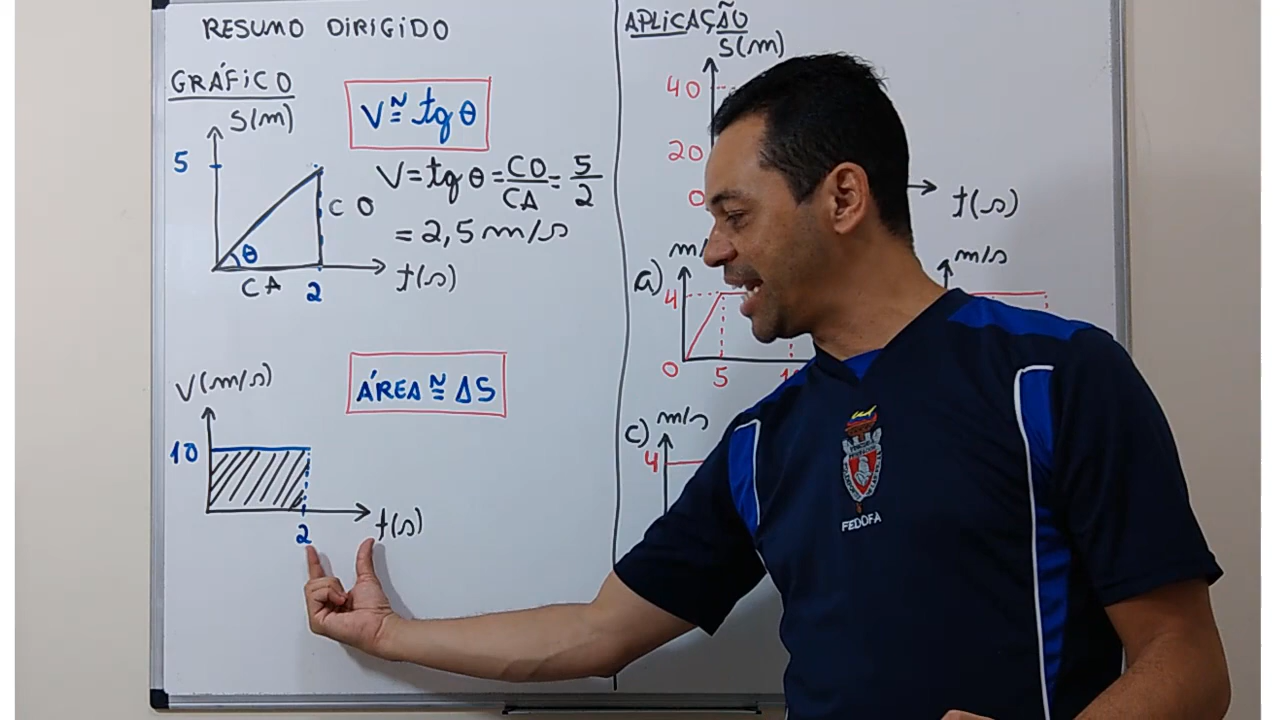 RESUMO DIRIGIDO
GRÁFICO
S(m)
5
θ
CO
CA
2
t(s)
V ≅ tg θ
V = tg θ = CO/CA = 5/2
= 2,5 m/s
V(m/s)
10
2
t(s)
ÁREA ≅ ΔS
APLICAÇÃO
S(m)
40
20
0
t(s)
a)
4
0
5
m/s
c)
m/s
4
FEDOFA